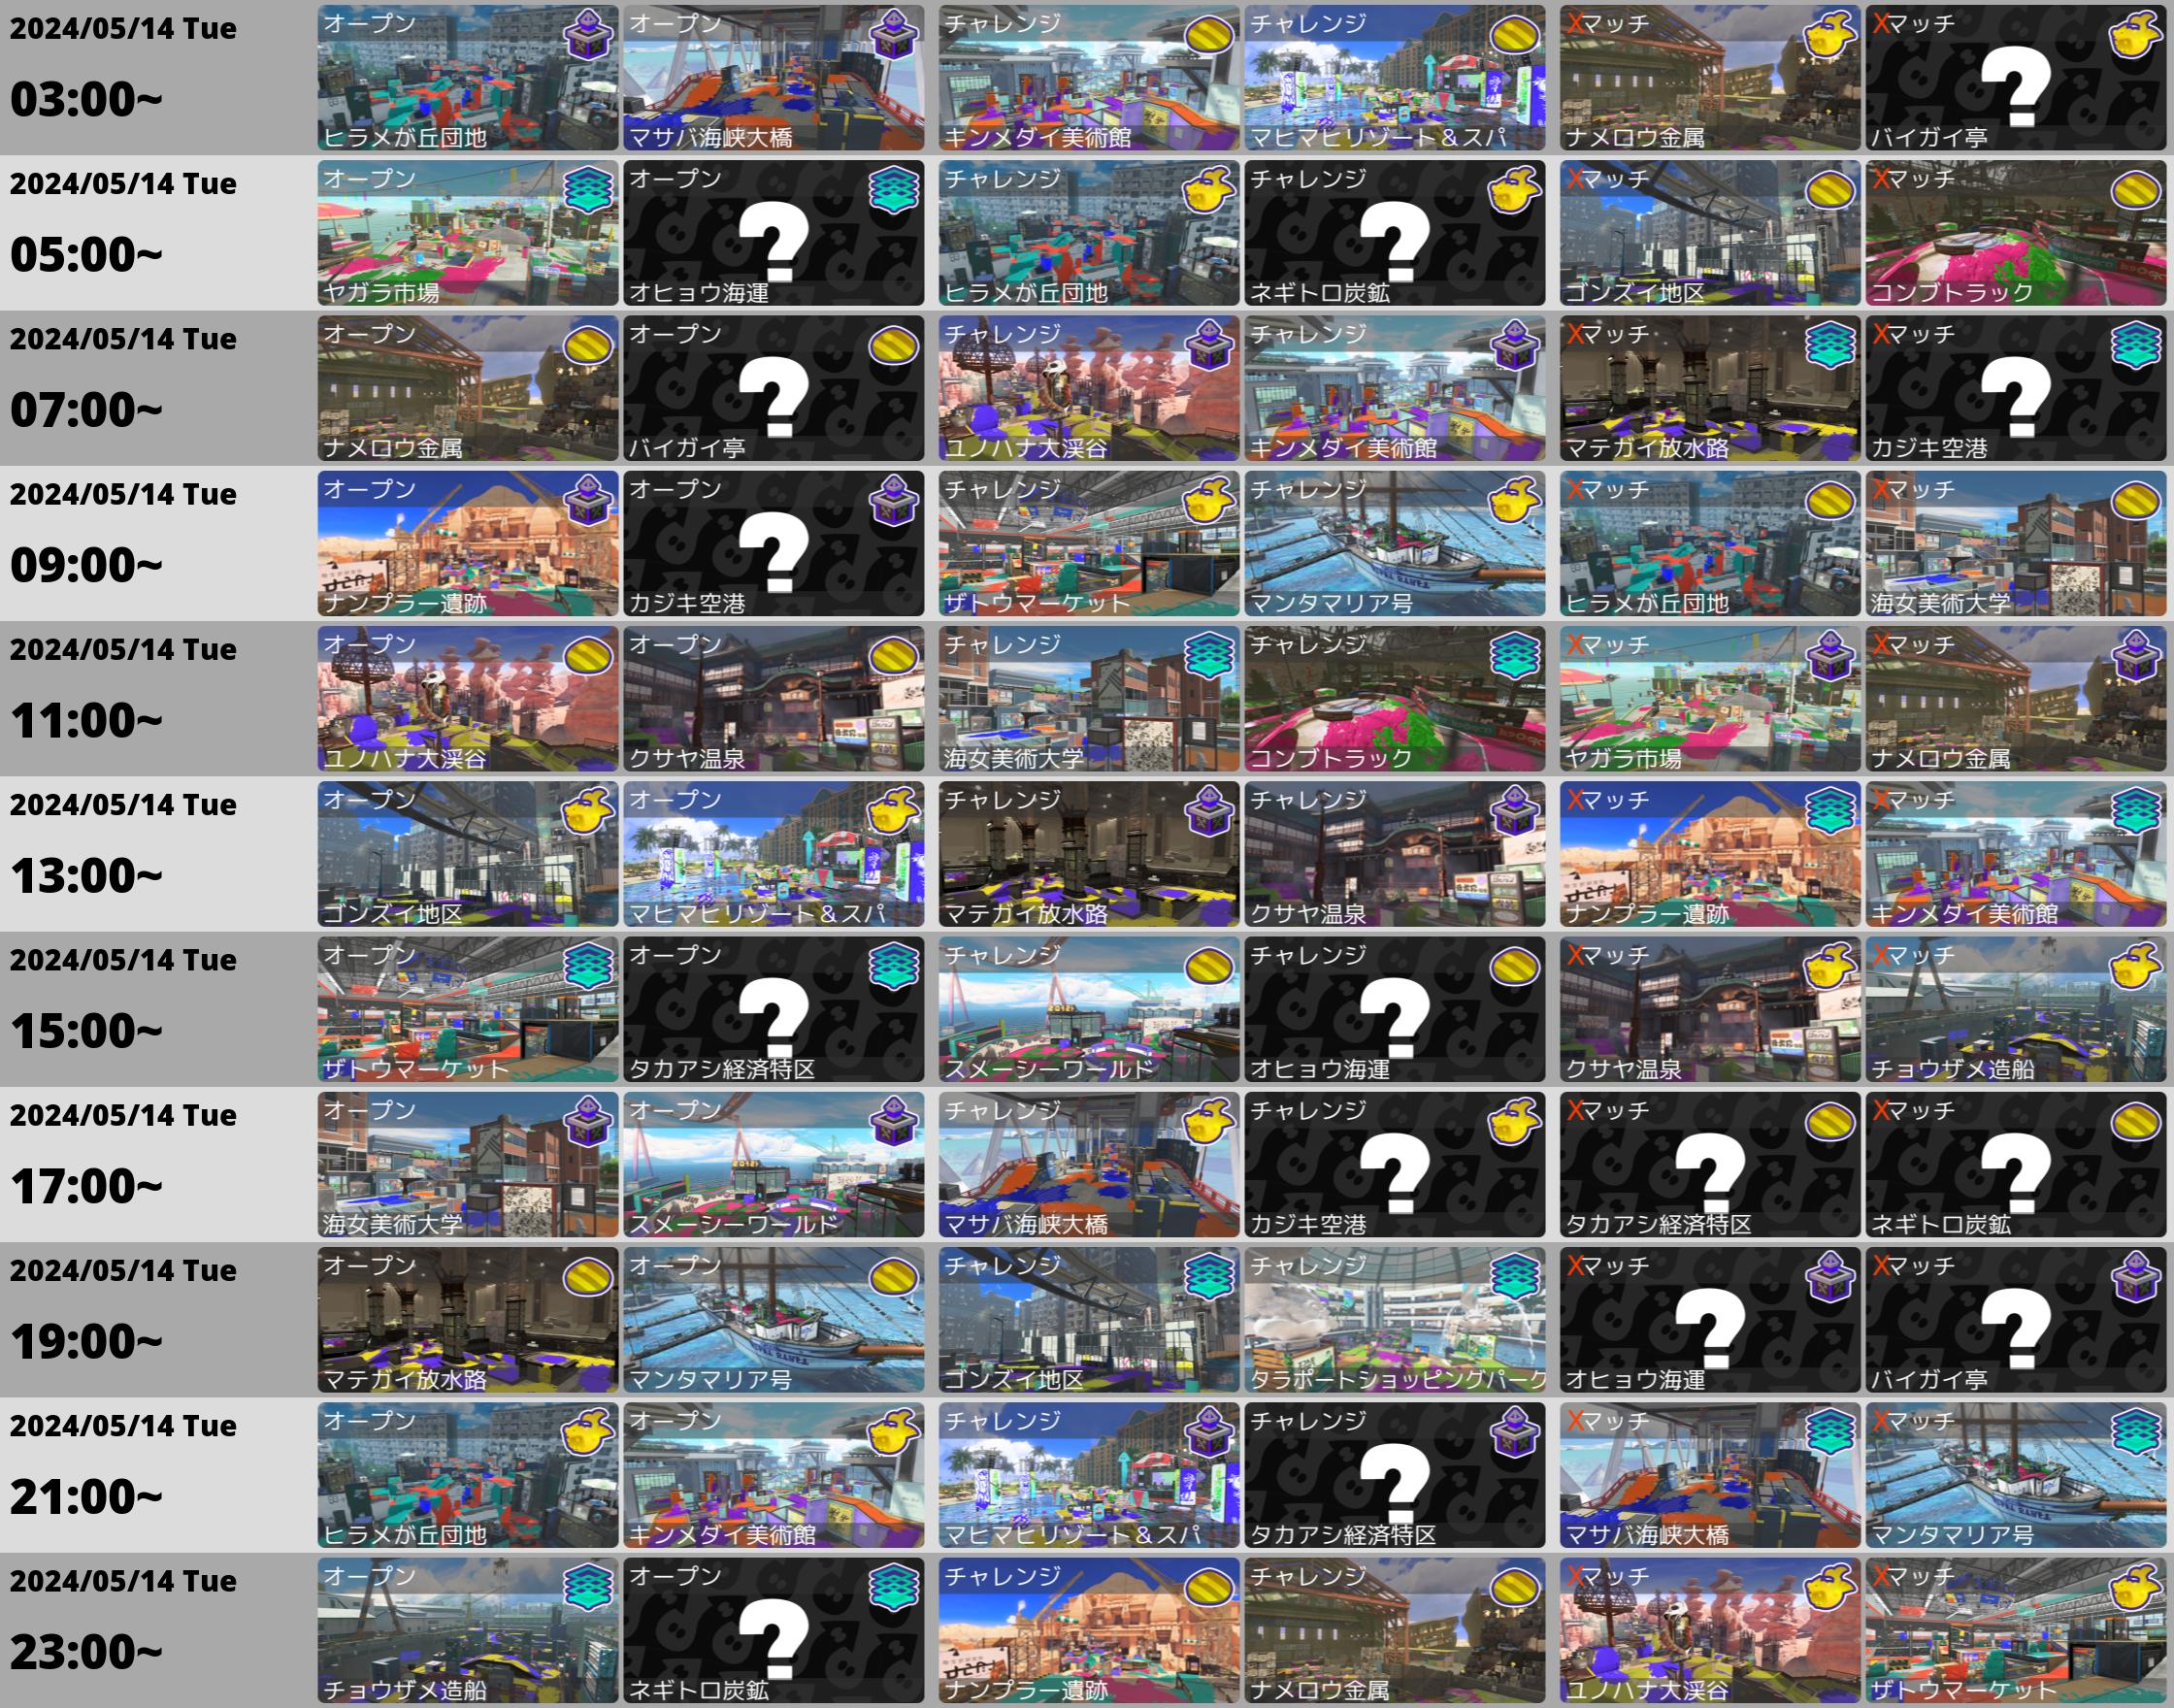 2024/05/14 Tue
03:00~
オープン
ヒラメが丘団地
オープン
マサバ海峡大橋
チャレンジ
キンメダイ美術館
チャレンジ
マヒマヒリゾート＆スパ
Xマッチ
ナメロウ金属
Xマッチ
バイガイ亭
2024/05/14 Tue
05:00~
オープン
ヤガラ市場
オープン
オヒョウ海運
チャレンジ
ヒラメが丘団地
チャレンジ
ネギトロ炭鉱
Xマッチ
ゴンズイ地区
Xマッチ
コンブトラック
2024/05/14 Tue
07:00~
オープン
ナメロウ金属
オープン
バイガイ亭
チャレンジ
ユノハナ大渓谷
チャレンジ
キンメダイ美術館
Xマッチ
マテガイ放水路
Xマッチ
カジキ空港
2024/05/14 Tue
09:00~
オープン
ナンプラー遺跡
オープン
カジキ空港
チャレンジ
ザトウマーケット
チャレンジ
マンタマリア号
Xマッチ
ヒラメが丘団地
Xマッチ
海女美術大学
2024/05/14 Tue
11:00~
オープン
ユノハナ大渓谷
オープン
クサヤ温泉
チャレンジ
海女美術大学
チャレンジ
コンブトラック
Xマッチ
ヤガラ市場
Xマッチ
ナメロウ金属
2024/05/14 Tue
13:00~
オープン
ゴンズイ地区
オープン
マヒマヒリゾート＆スパ
チャレンジ
マテガイ放水路
チャレンジ
クサヤ温泉
Xマッチ
ナンプラー遺跡
Xマッチ
キンメダイ美術館
2024/05/14 Tue
15:00~
オープン
ザトウマーケット
オープン
タカアシ経済特区
チャレンジ
スメーシーワールド
チャレンジ
オヒョウ海運
Xマッチ
クサヤ温泉
Xマッチ
チョウザメ造船
2024/05/14 Tue
17:00~
オープン
海女美術大学
オープン
スメーシーワールド
チャレンジ
マサバ海峡大橋
チャレンジ
カジキ空港
Xマッチ
タカアシ経済特区
Xマッチ
ネギトロ炭鉱
2024/05/14 Tue
19:00~
オープン
マテガイ放水路
オープン
マンタマリア号
チャレンジ
ゴンズイ地区
チャレンジ
タラポートショッピングパーク
Xマッチ
オヒョウ海運
Xマッチ
バイガイ亭
2024/05/14 Tue
21:00~
オープン
ヒラメが丘団地
オープン
キンメダイ美術館
チャレンジ
マヒマヒリゾート＆スパ
チャレンジ
タカアシ経済特区
Xマッチ
マサバ海峡大橋
Xマッチ
マンタマリア号
2024/05/14 Tue
23:00~
オープン
チョウザメ造船
オープン
ネギトロ炭鉱
チャレンジ
ナンプラー遺跡
チャレンジ
ナメロウ金属
Xマッチ
ユノハナ大渓谷
Xマッチ
ザトウマーケット